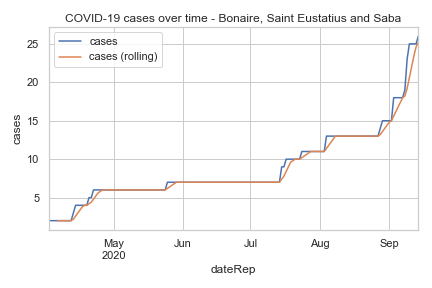 COVID-19 cases over time - Bonaire, Saint Eustatius and Saba
cases
cases (rolling)
25
20
15
10
5
cases
May
2020
Jun
Jul
Aug
Sep
dateRep